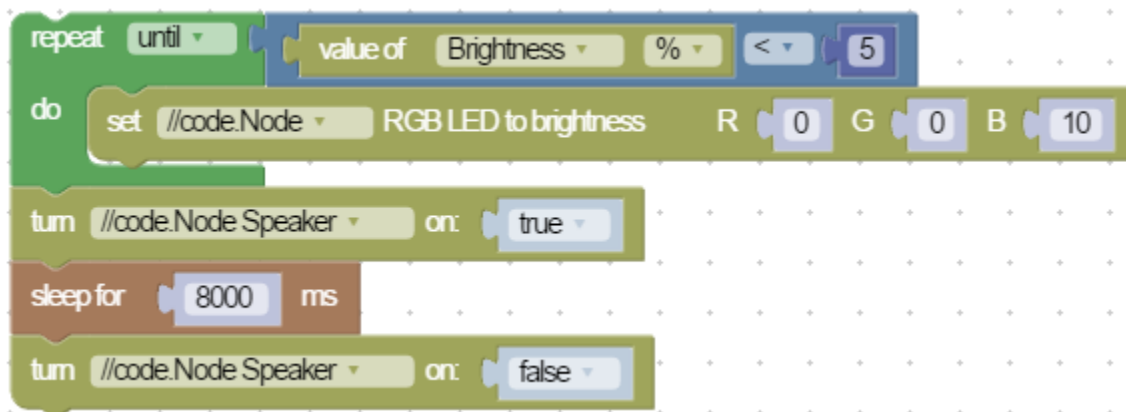 repeat until value of Brightness % < 5
do set //code.Node RGB LED to brightness R 0 G 0 B 10
turn //code.Node Speaker on: true
sleep for 8000 ms
turn //code.Node Speaker on: false